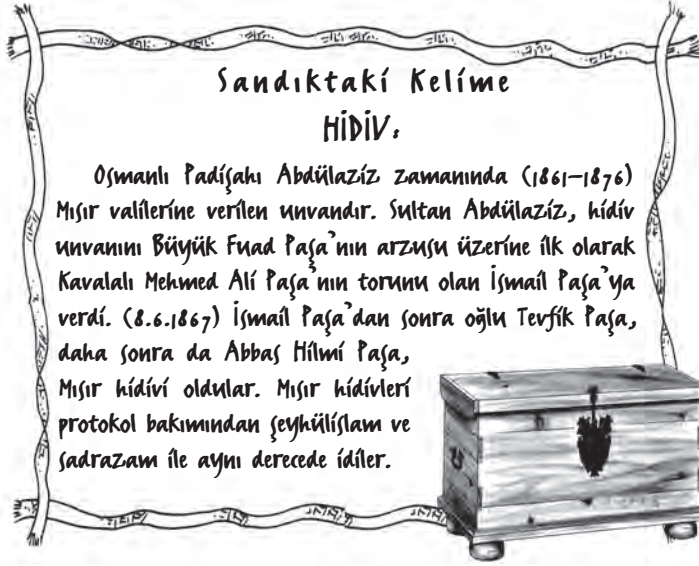 Sandıktaki Kelime
HİDİV:
Osmanlı Padişahı Abdülaziz zamanında (1861–1876)
Mısır valilerine verilen unvandır. Sultan Abdülaziz, hidiv
unvanını Büyük Fuad Paşa'nın arzusu üzerine ilk olarak
Kavalalı Mehmed Ali Paşa'nın torunu olan İsmail Paşa'ya
verdi. (8.6.1867) İsmail Paşa'dan sonra oğlu Tevfik Paşa,
daha sonra da Abbas Hilmi Paşa,
Mısır hidivi oldular. Mısır hidivleri
protokol bakımından şeyhülislam ve
sadrazam ile aynı derecede idiler.